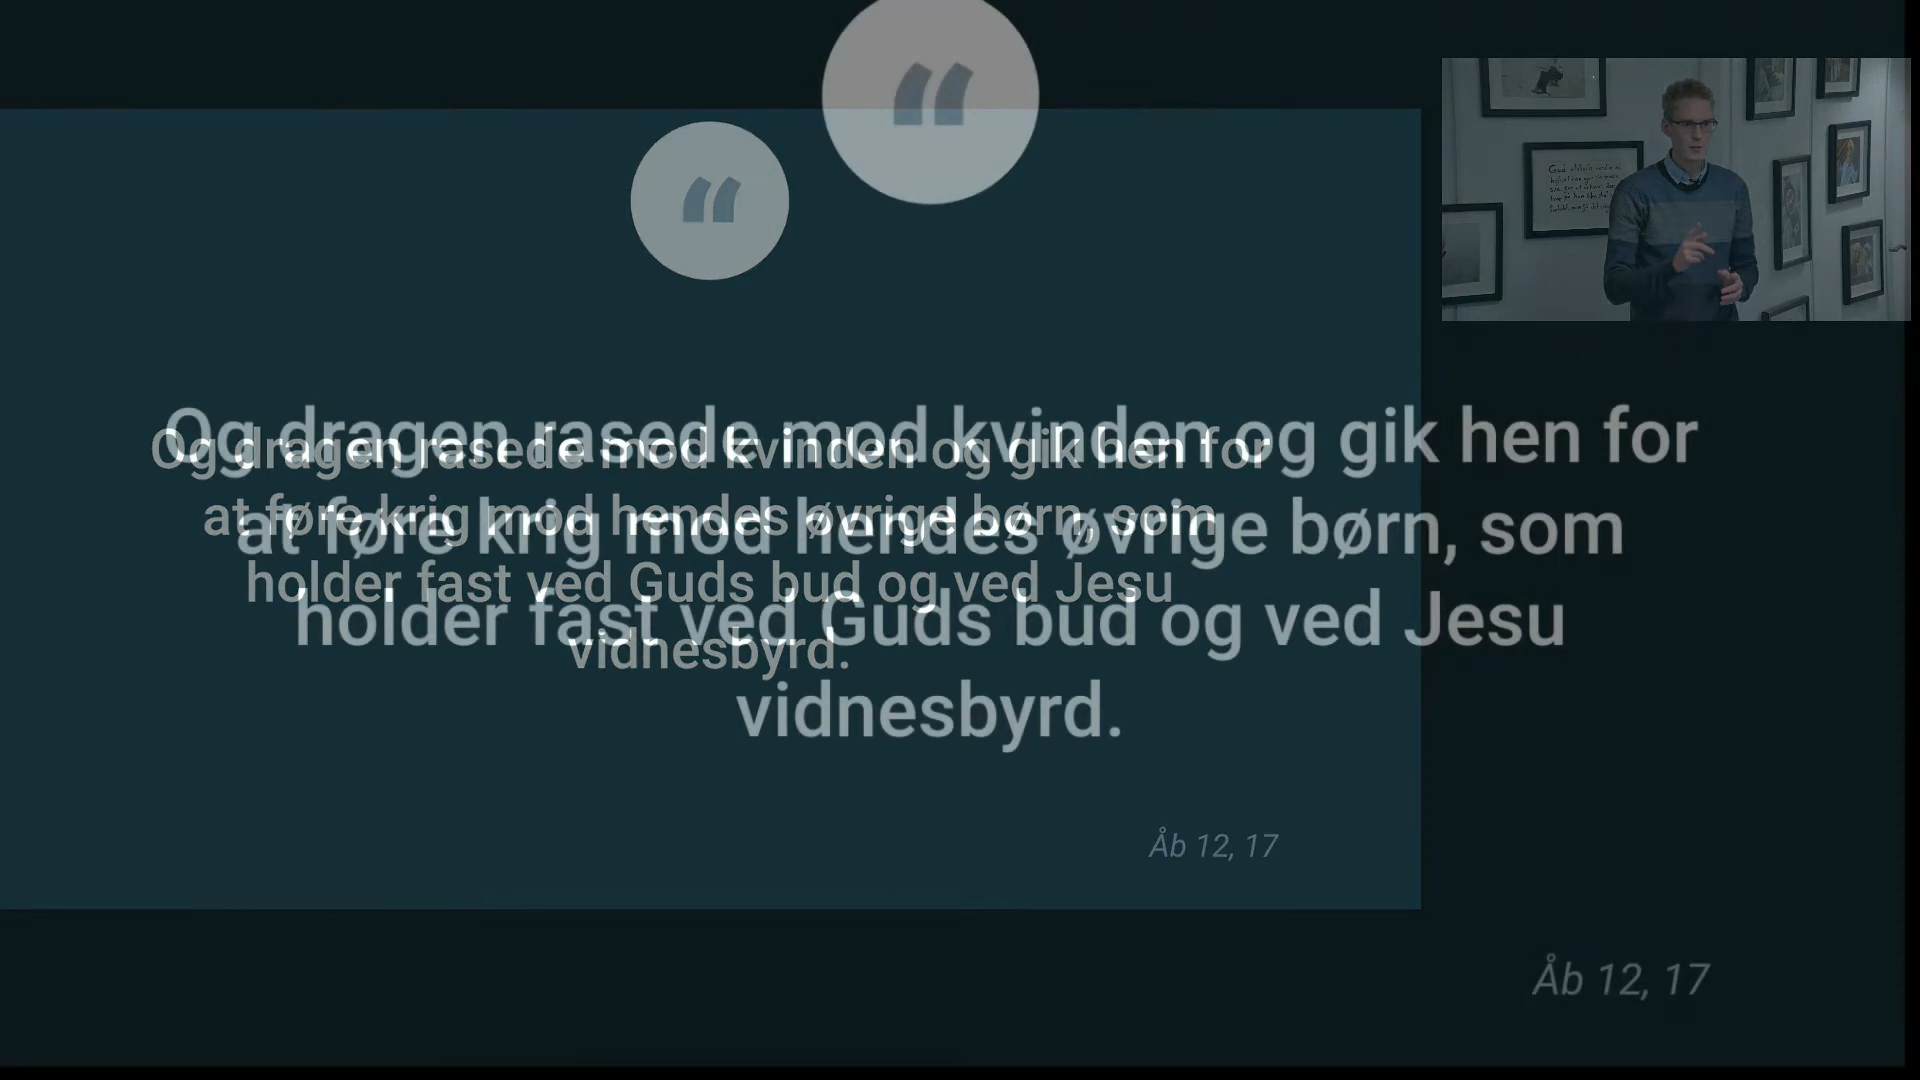 “
“
Og dragen rasede mod kvinden og gik hen for
at føre krig mod hendes øvrige børn, som
holder fast ved Guds bud og ved Jesu
vidnesbyrd.
Åb 12, 17
Og dragen rasede mod kvinden og gik hen for
at føre krig mod hendes øvrige børn, som
holder fast ved Guds bud og ved Jesu
vidnesbyrd.
Åb 12, 17
Gud